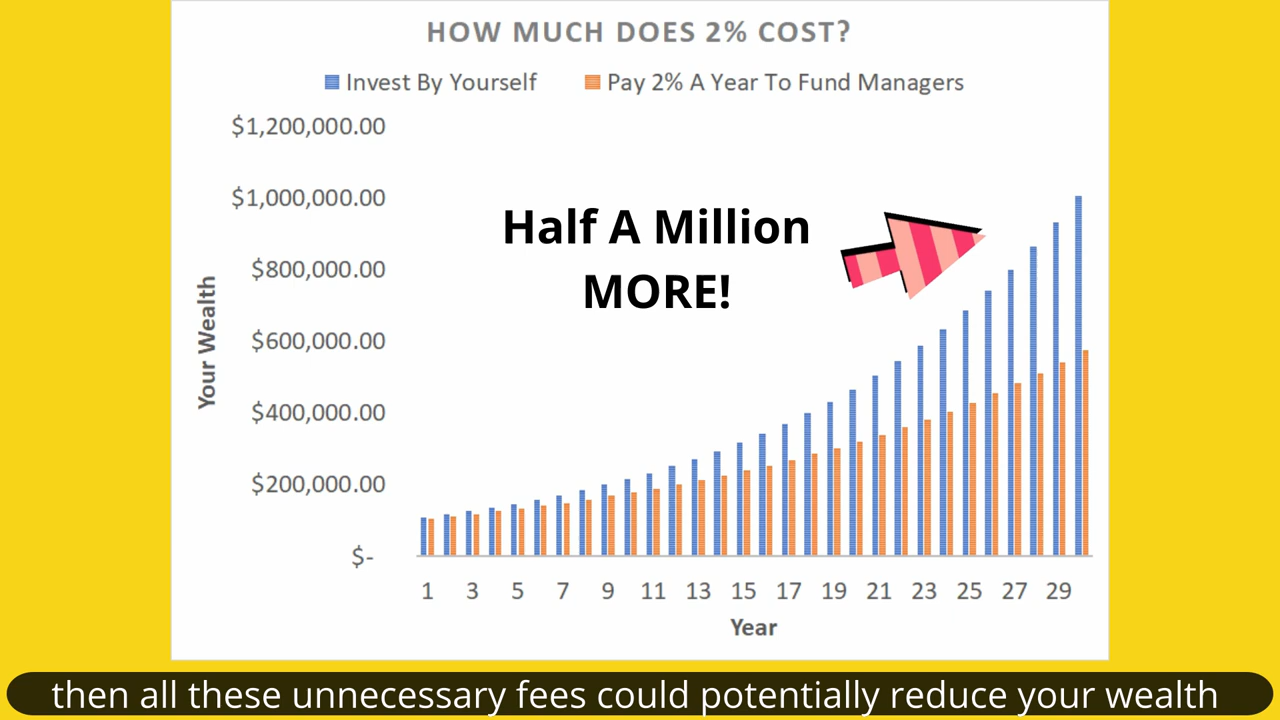 HOW MUCH DOES 2% COST?
Invest By Yourself
Pay 2% A Year To Fund Managers
$1,200,000.00
$1,000,000.00
$800,000.00
$600,000.00
$400,000.00
$200,000.00
$-
Your Wealth
Half A Million
MORE!
1 3 5 7 9 11 13 15 17 19 21 23 25 27 29
Year
then all these unnecessary fees could potentially reduce your wealth